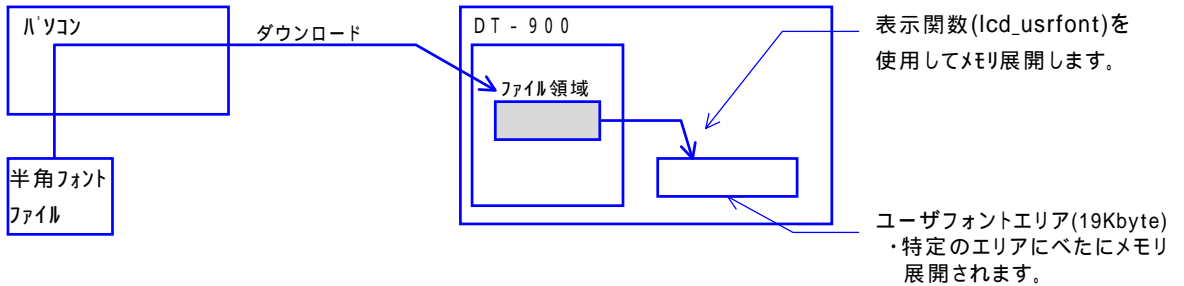 ﾊﾟｿｺﾝ
ダウンロード
DT-900
ﾌｧｲﾙ領域
半角ﾌｫﾝﾄ
ﾌｧｲﾙ
表示関数(lcd_usrfont)を
使用してﾒﾓﾘ展開します。
ユーザフォントエリア(19Kbyte)
・特定のエリアにべたにメモリ
展開されます。